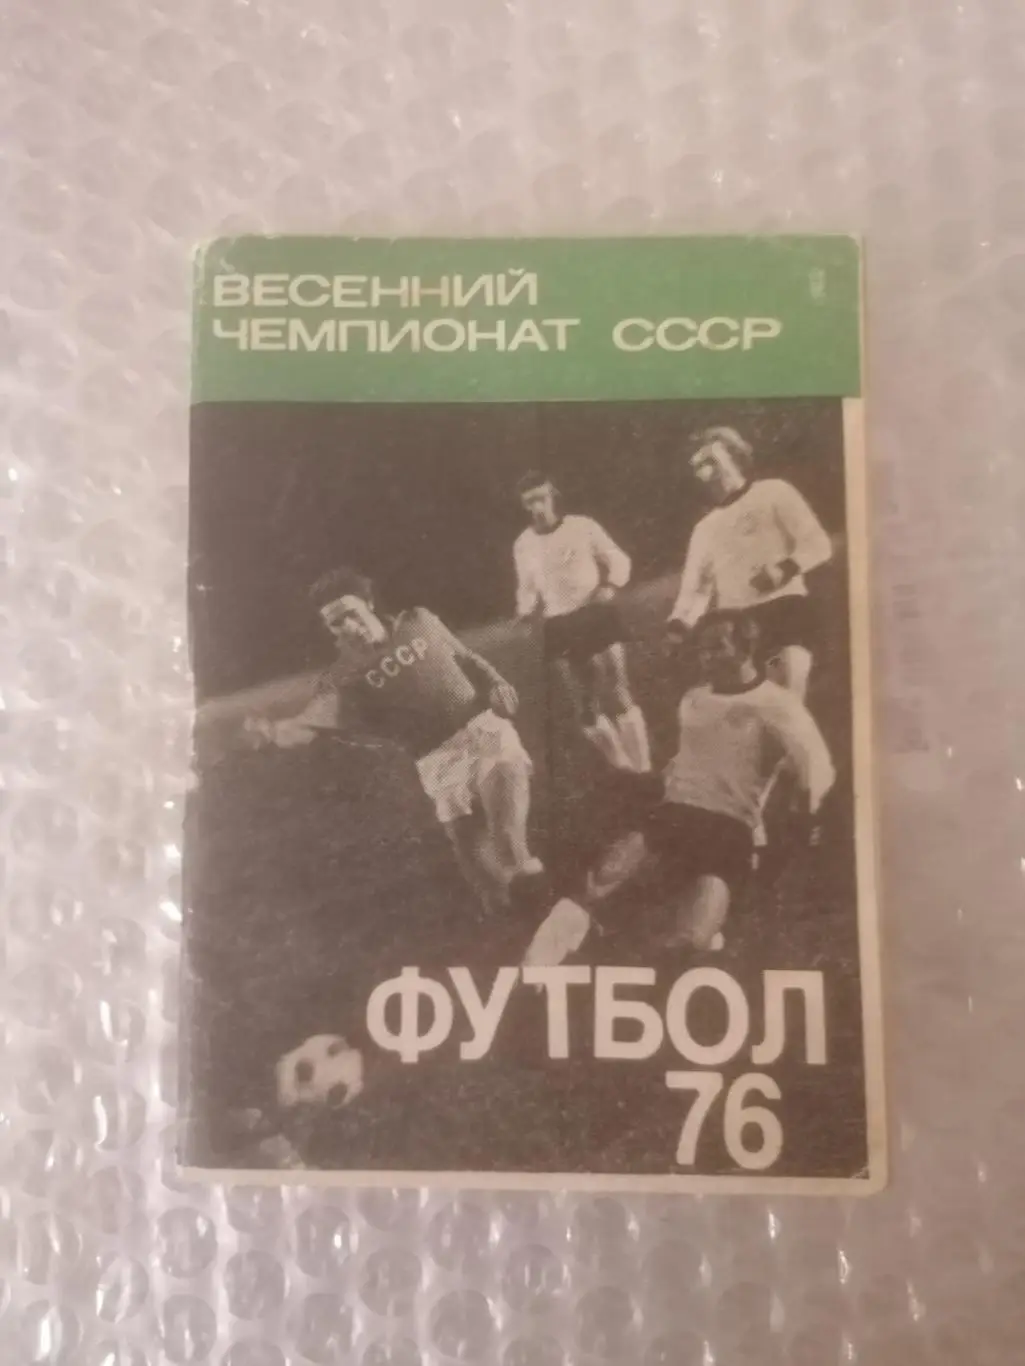 ВЕСЕННИЙ
ЧЕМПИОНАТ СССР
СССР
ФУТБОЛ
76